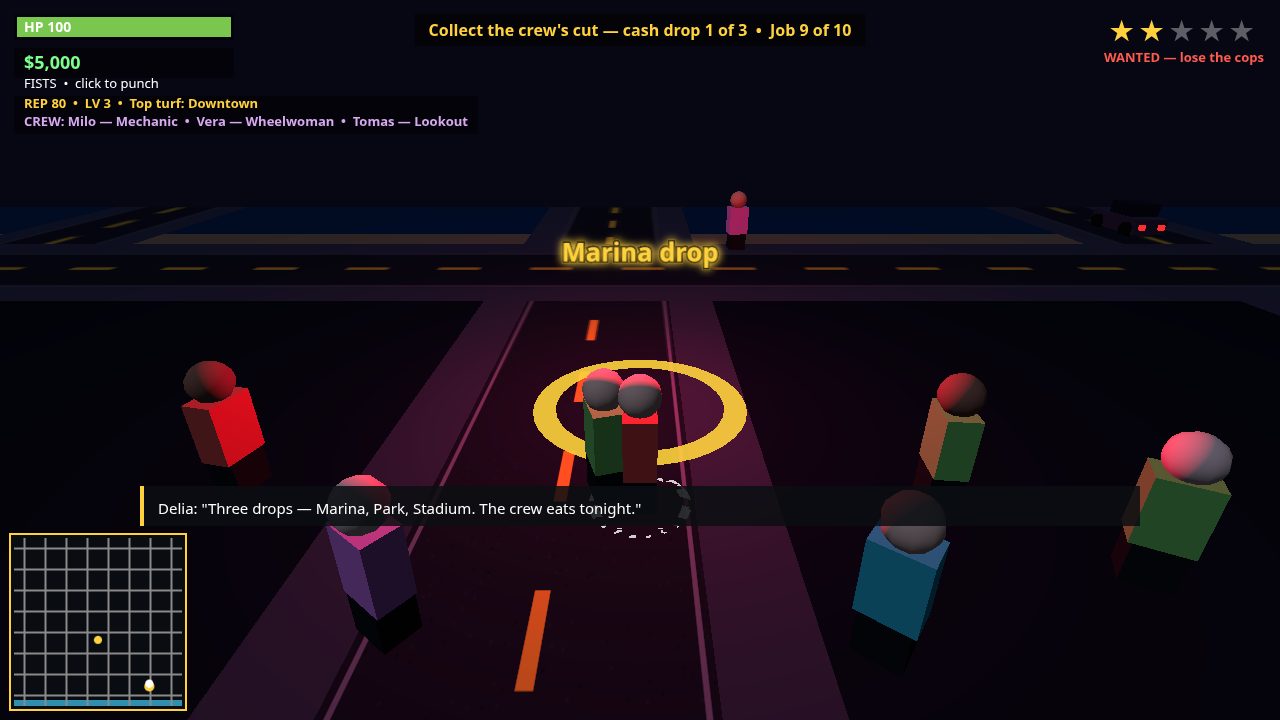 HP 100
Collect the crew's cut — cash drop 1 of 3 • Job 9 of 10
WANTED — lose the cops
$5,000
FISTS • click to punch
REP 80 • LV 3 • Top turf: Downtown
CREW: Milo — Mechanic • Vera — Wheelwoman • Tomas — Lookout
Marina drop
Delia: "Three drops — Marina, Park, Stadium. The crew eats tonight."